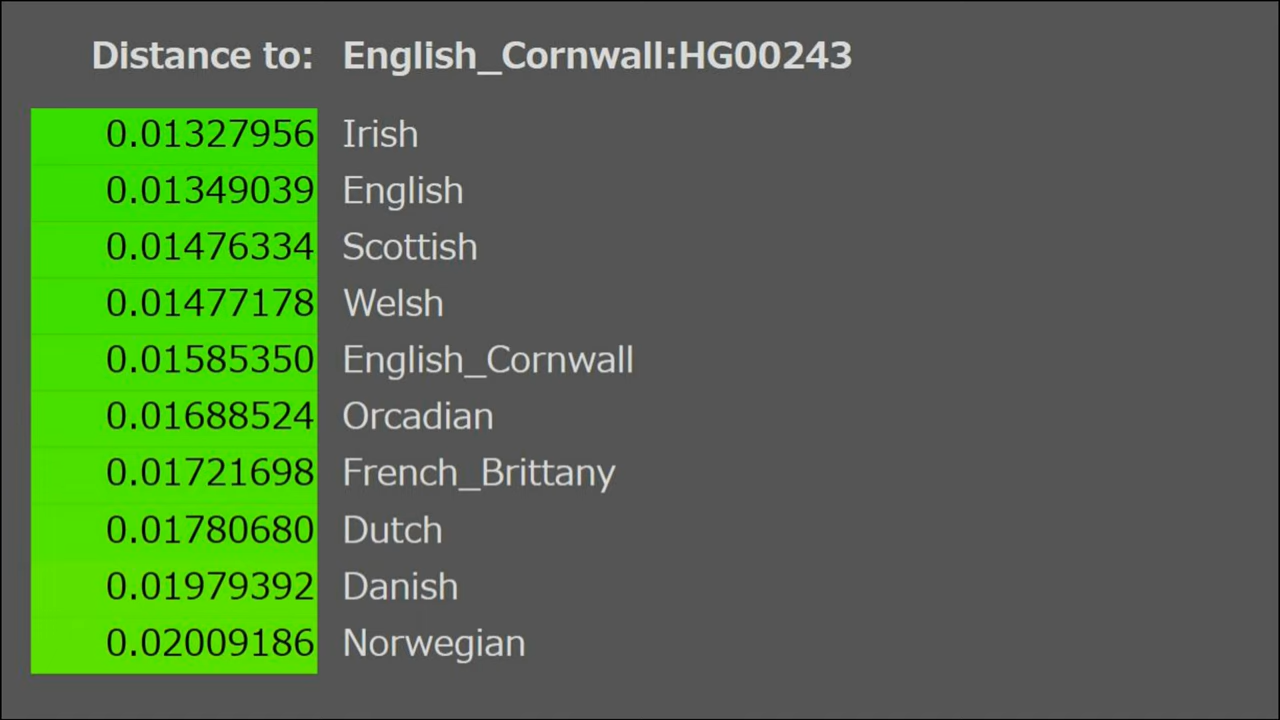 Distance to: English_Cornwall:HG00243
0.01327956 Irish
0.01349039 English
0.01476334 Scottish
0.01477178 Welsh
0.01585350 English_Cornwall
0.01688524 Orcadian
0.01721698 French_Brittany
0.01780680 Dutch
0.01979392 Danish
0.02009186 Norwegian